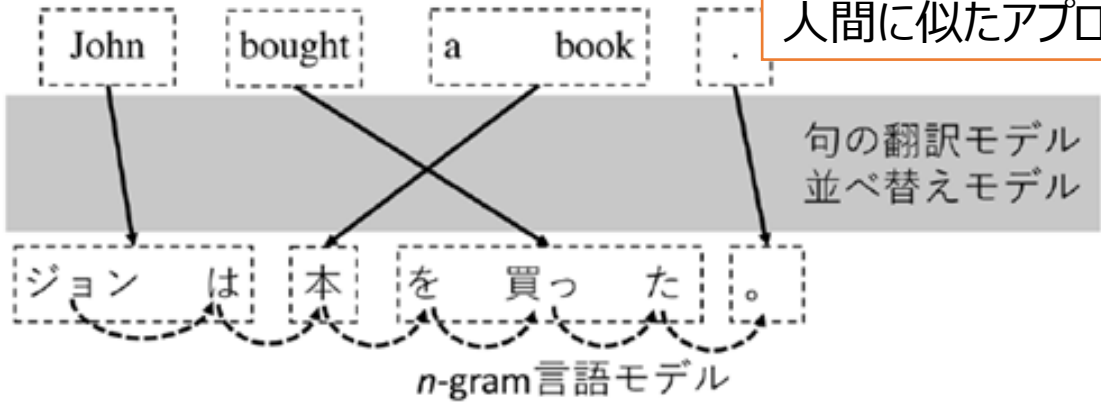 人間に似たアプロ
John bought a book .
句の翻訳モデル
並べ替えモデル
ジョン は 本 を 買っ た 。
n-gram言語モデル